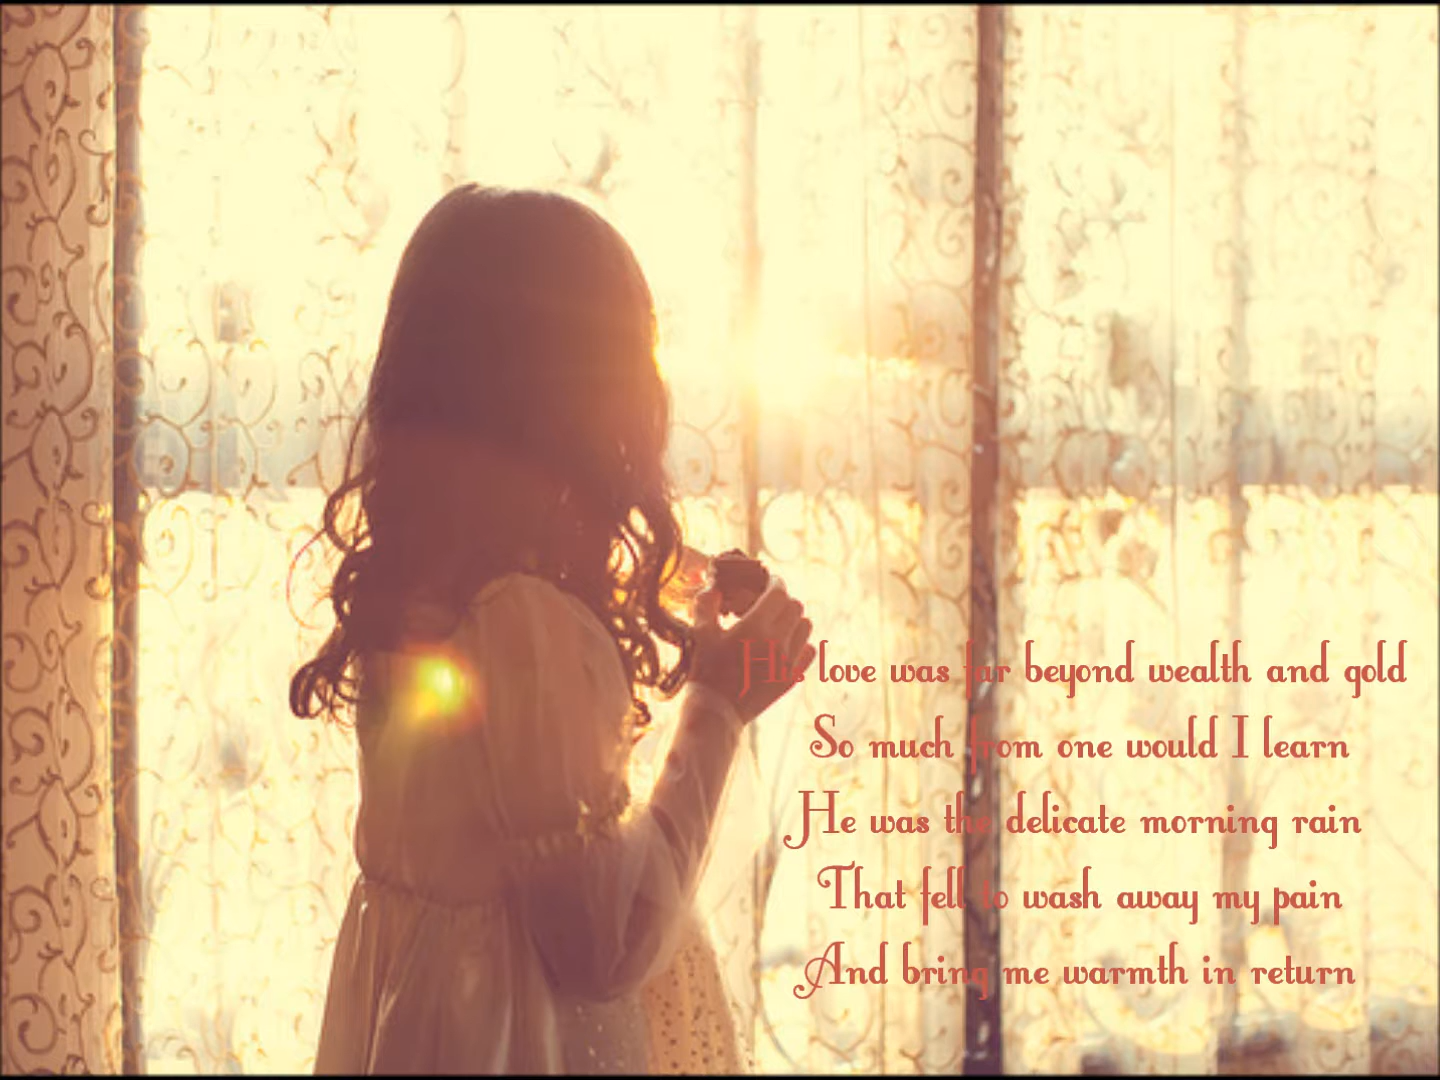 His love was far beyond wealth and gold
So much from one would I learn
He was the delicate morning rain
That fell to wash away my pain
And bring me warmth in return